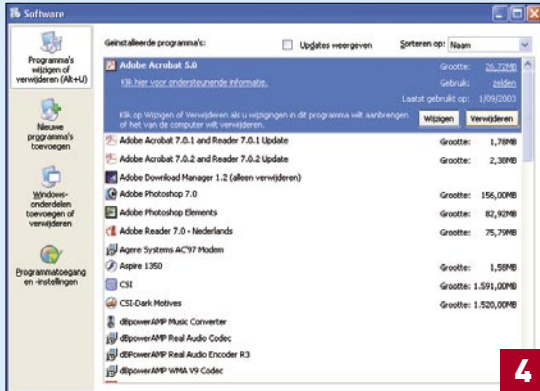 Software
Programma's wijzigen of verwijderen (Alt+U)
Nieuwe programma's toevoegen
Windows-onderdelen toevoegen of verwijderen
Programmatoegang en -instellingen
Geïnstalleerde programma's: Updates weergeven Sorteren op: Naam
Adobe Acrobat 5.0 Grootte: 26,72MB
Klik hier voor ondersteunende informatie. Gebruik: zelden
Laatst gebruikt op: 1/09/2003
Klik op Wijzigen of Verwijderen als u wijzigingen in dit programma wilt aanbrengen
of het van de computer wilt verwijderen. Wijzigen Verwijderen
Adobe Acrobat 7.0.1 and Reader 7.0.1 Update Grootte: 1,78MB
Adobe Acrobat 7.0.2 and Reader 7.0.2 Update Grootte: 2,38MB
Adobe Download Manager 1.2 (alleen verwijderen)
Adobe Photoshop 7.0 Grootte: 156,00MB
Adobe Photoshop Elements Grootte: 82,92MB
Adobe Reader 7.0 - Nederlands Grootte: 75,79MB
Agere Systems AC'97 Modem
Aspire 1350 Grootte: 1,58MB
CSI Grootte: 1.591,00MB
CSI-Dark Motives Grootte: 1.520,00MB
dBpowerAMP Music Converter
dBpowerAMP Real Audio Codec
dBPowerAMP Real Audio Encoder R3
dBpowerAMP WMA V9 Codec
4